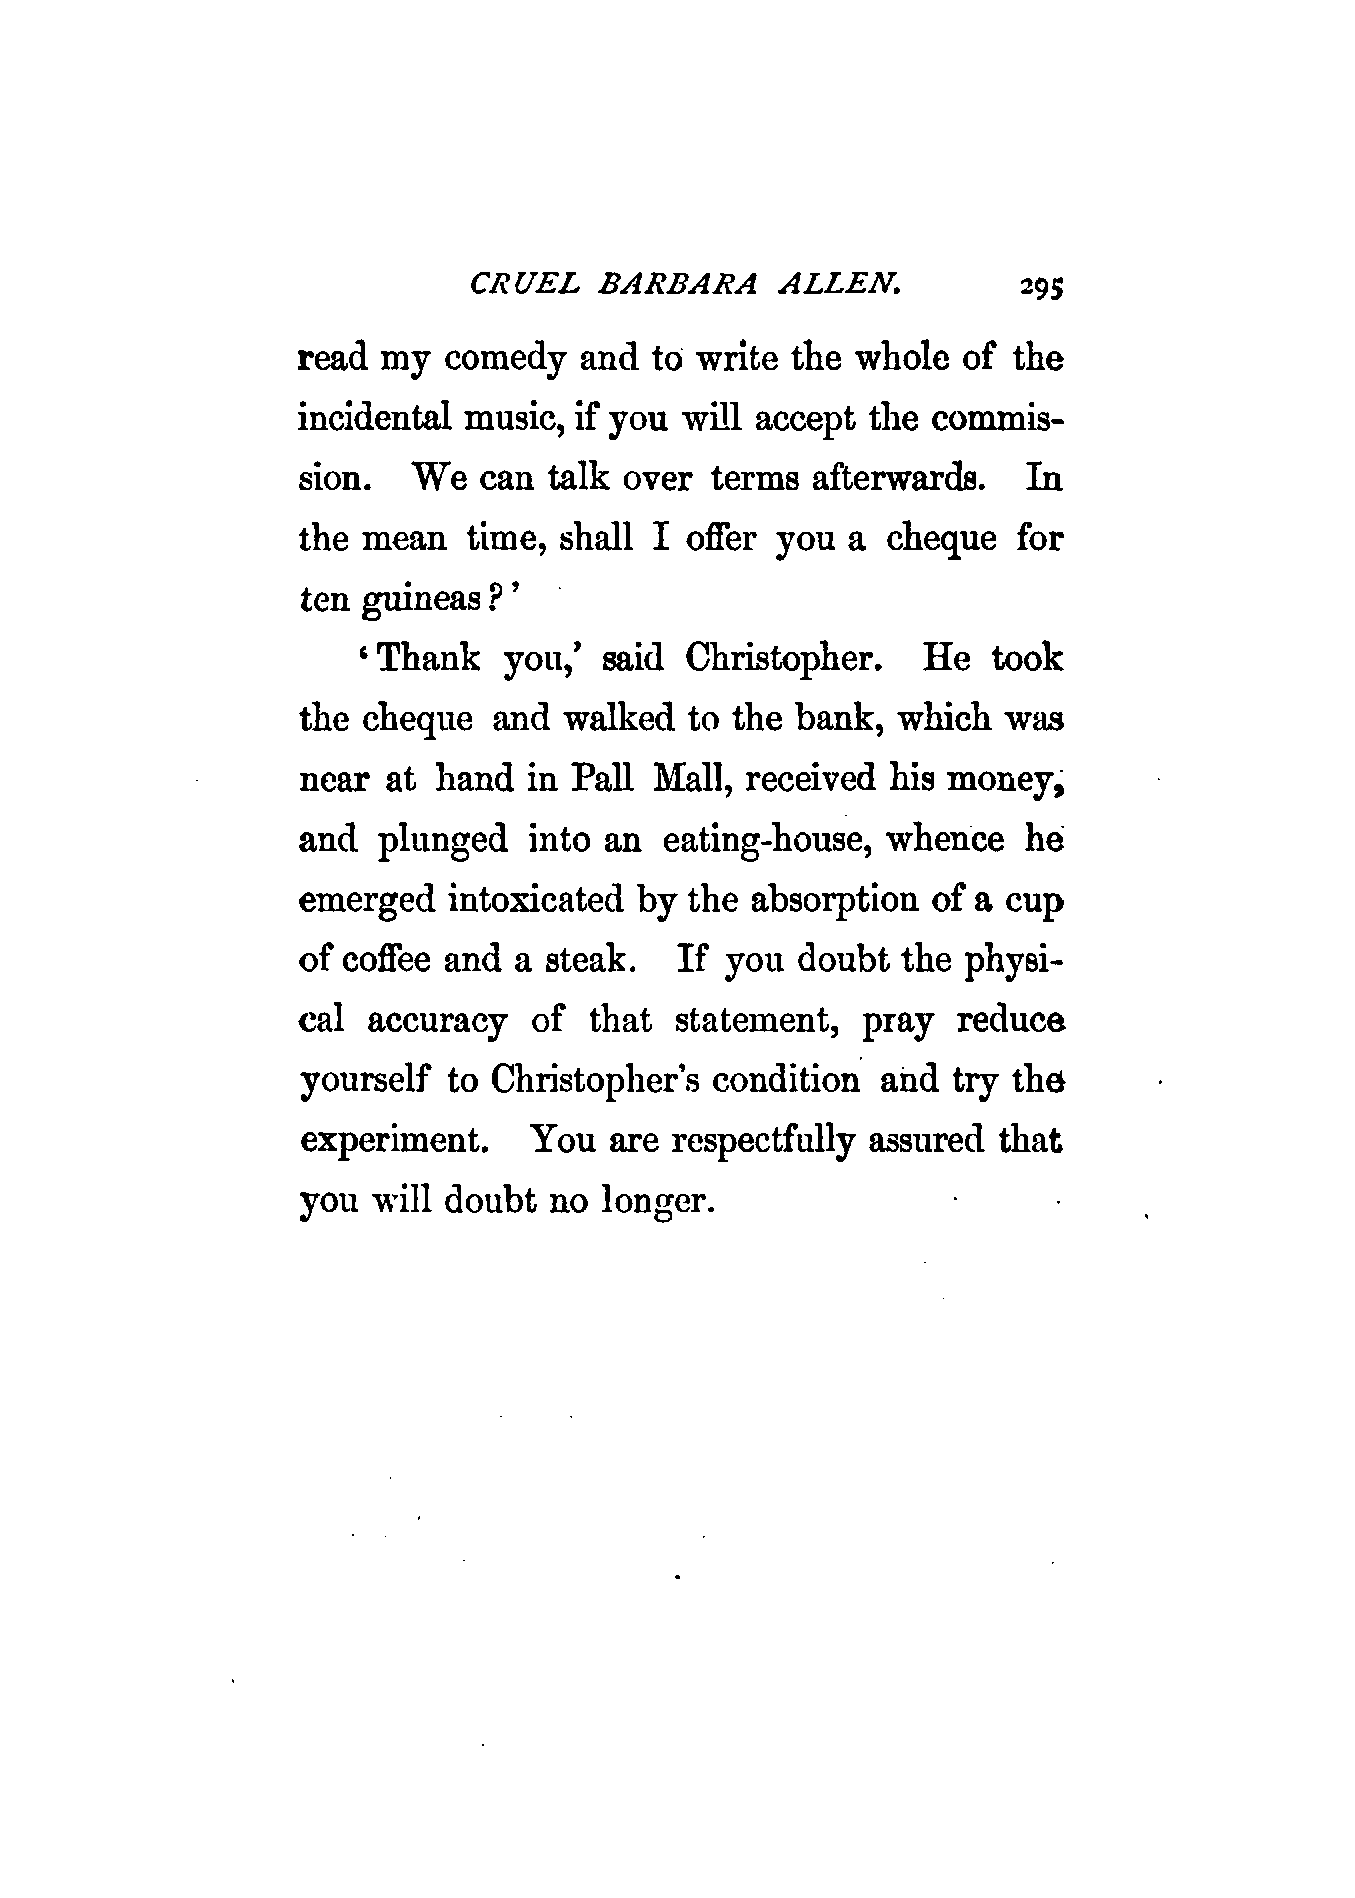 CRUEL BARBARA ALLEN. 295
read my comedy and to write the whole of the
incidental music, if you will accept the commis-
sion. We can talk over terms afterwards. In
the mean time, shall I offer you a cheque for
ten guineas?’
‘Thank you,’ said Christopher. He took
the cheque and walked to the bank, which was
near at hand in Pall Mall, received his money,
and plunged into an eating-house, whence he
emerged intoxicated by the absorption of a cup
of coffee and a steak. If you doubt the physi-
cal accuracy of that statement, pray reduce
yourself to Christopher’s condition and try the
experiment. You are respectfully assured that
you will doubt no longer.